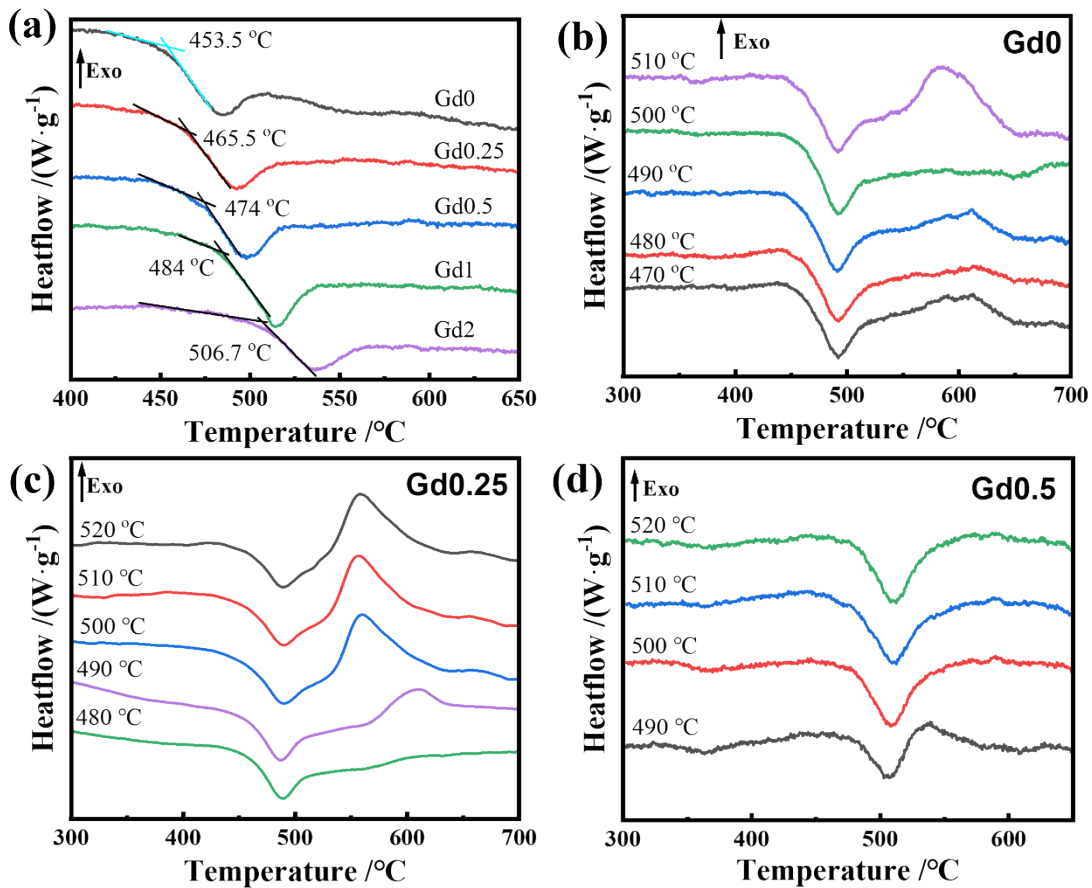 (a)
Exo
453.5 °C
Gd0
465.5 °C
Gd0.25
474 °C
Gd0.5
484 °C
Gd1
506.7 °C
Gd2
Heatflow /(W·g-1)
400 450 500 550 600 650
Temperature /°C
(b)
Exo
Gd0
510 °C
500 °C
490 °C
480 °C
470 °C
Heatflow /(W·g-1)
300 400 500 600 700
Temperature /°C
(c)
Exo
Gd0.25
520 °C
510 °C
500 °C
490 °C
480 °C
Heatflow /(W·g-1)
300 400 500 600 700
Temperature /°C
(d)
Exo
Gd0.5
520 °C
510 °C
500 °C
490 °C
Heatflow /(W·g-1)
300 400 500 600
Temperature /°C